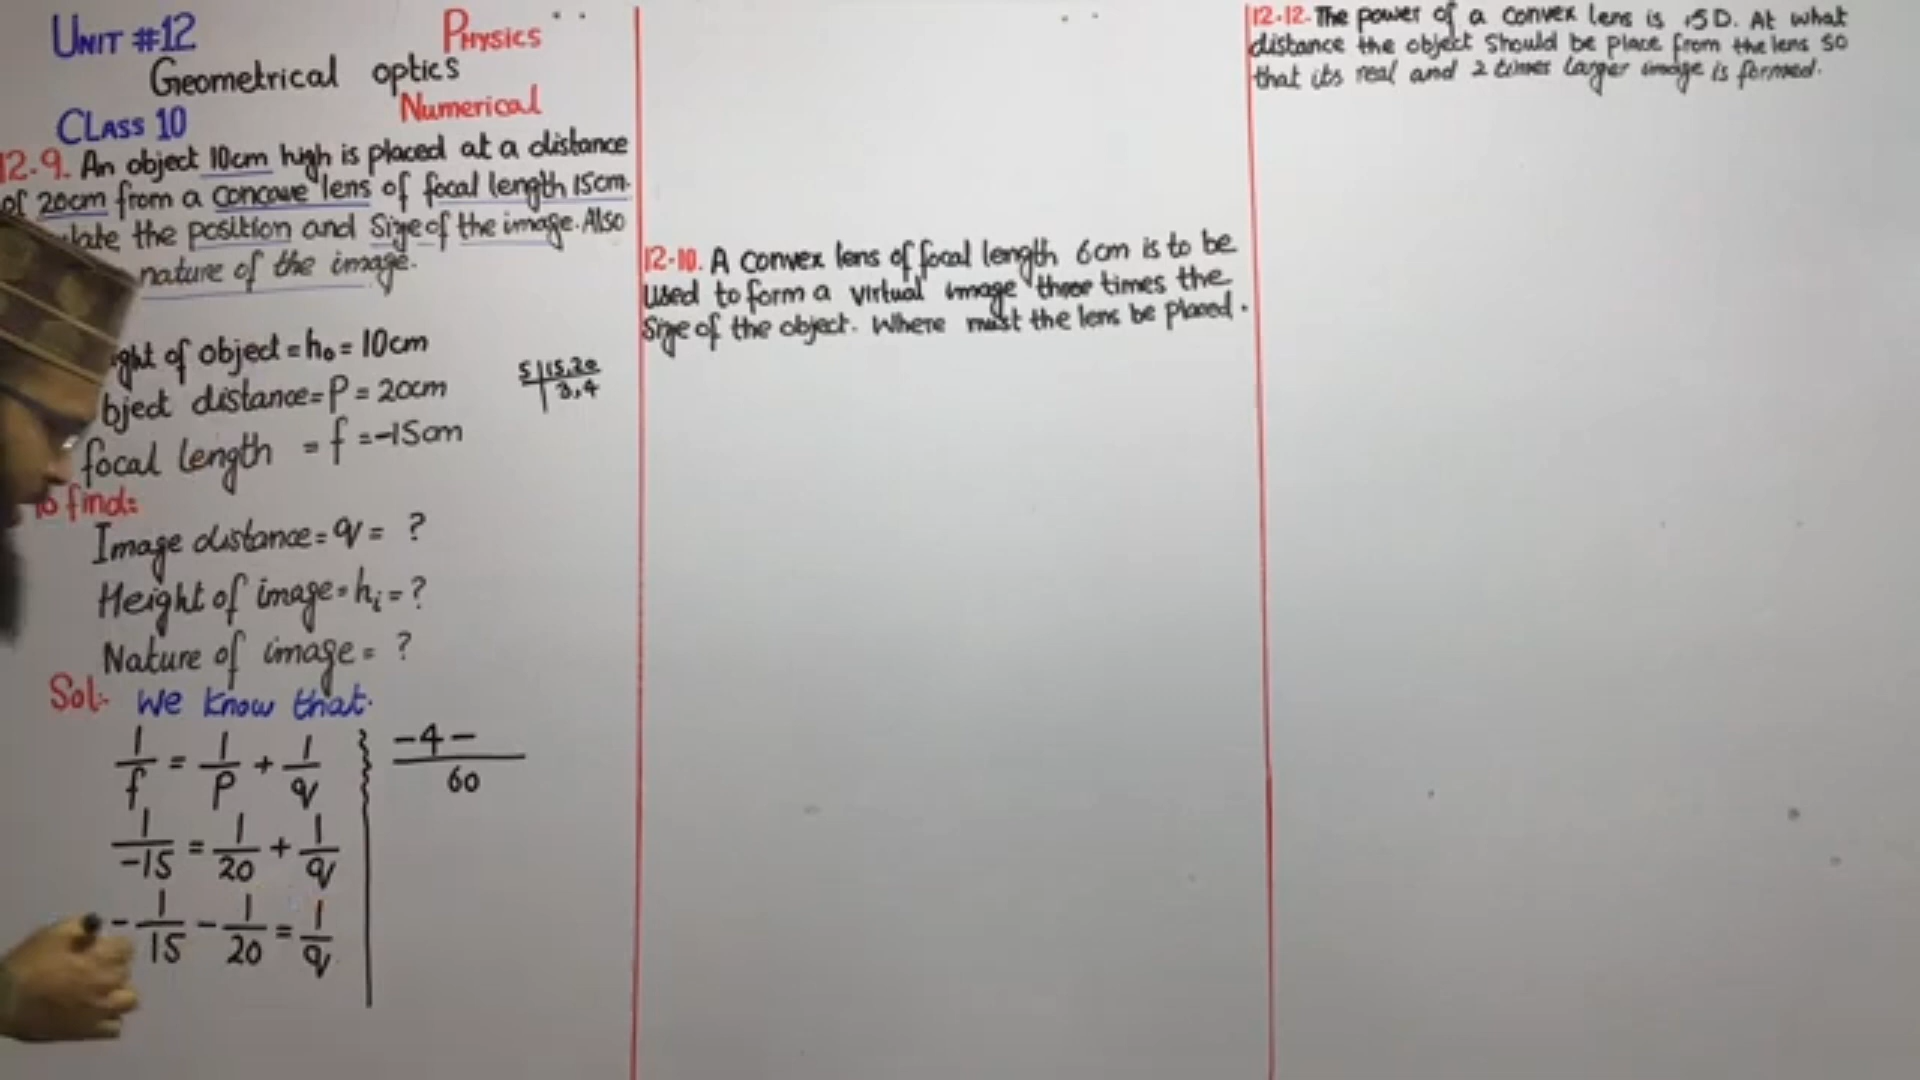 UNIT #12
Physics
Geometrical optics
Numerical
CLASS 10
12-9. An object 10cm high is placed at a distance
of 20cm from a concave lens of focal length 15cm.
the position and Size of the image. Also
nature of the image.
of object = ho = 10cm
distance = P = 20cm
focal length = f = -15cm
5 | 15,20
3,4
To find:
Image distance = q = ?
Height of image = hi = ?
Nature of image = ?
Sol:- We know that.
1/f = 1/P + 1/q
1/-15 = 1/20 + 1/q
-1/15 - 1/20 = 1/q
-4 -
60
12-10. A convex lens of focal length 6cm is to be
used to form a virtual image three times the
Size of the object. Where must the lens be placed.
12-12. The power of a convex lens is 5D. At what
distance the object Should be place from the lens so
that its real and 2 times larger image is formed.